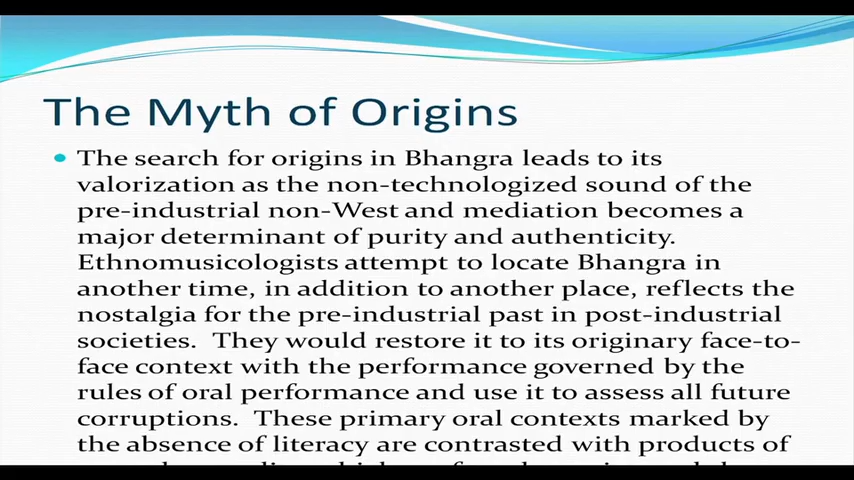 The Myth of Origins
• The search for origins in Bhangra leads to its
valorization as the non-technologized sound of the
pre-industrial non-West and mediation becomes a
major determinant of purity and authenticity.
Ethnomusicologists attempt to locate Bhangra in
another time, in addition to another place, reflects the
nostalgia for the pre-industrial past in post-industrial
societies.  They would restore it to its originary face-to-
face context with the performance governed by the
rules of oral performance and use it to assess all future
corruptions.  These primary oral contexts marked by
the absence of literacy are contrasted with products of